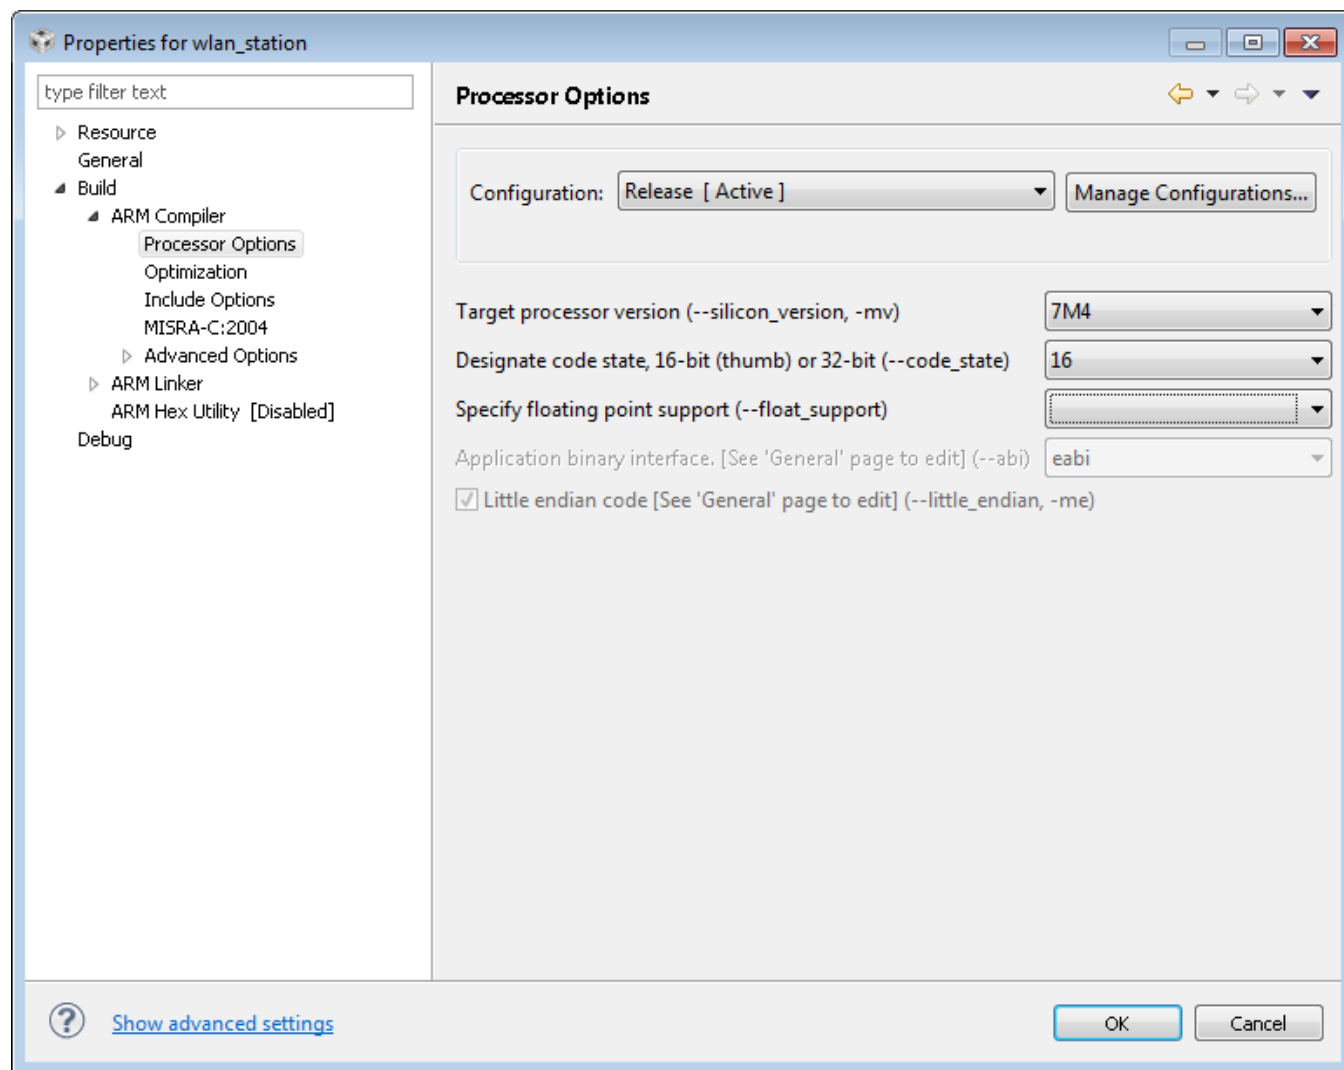 Properties for wlan_station
type filter text
Resource
General
Build
ARM Compiler
Processor Options
Optimization
Include Options
MISRA-C:2004
Advanced Options
ARM Linker
ARM Hex Utility [Disabled]
Debug
Processor Options
Configuration: Release [ Active ] Manage Configurations...
Target processor version (--silicon_version, -mv) 7M4
Designate code state, 16-bit (thumb) or 32-bit (--code_state) 16
Specify floating point support (--float_support)
Application binary interface. [See 'General' page to edit] (--abi) eabi
Little endian code [See 'General' page to edit] (--little_endian, -me)
? Show advanced settings OK Cancel